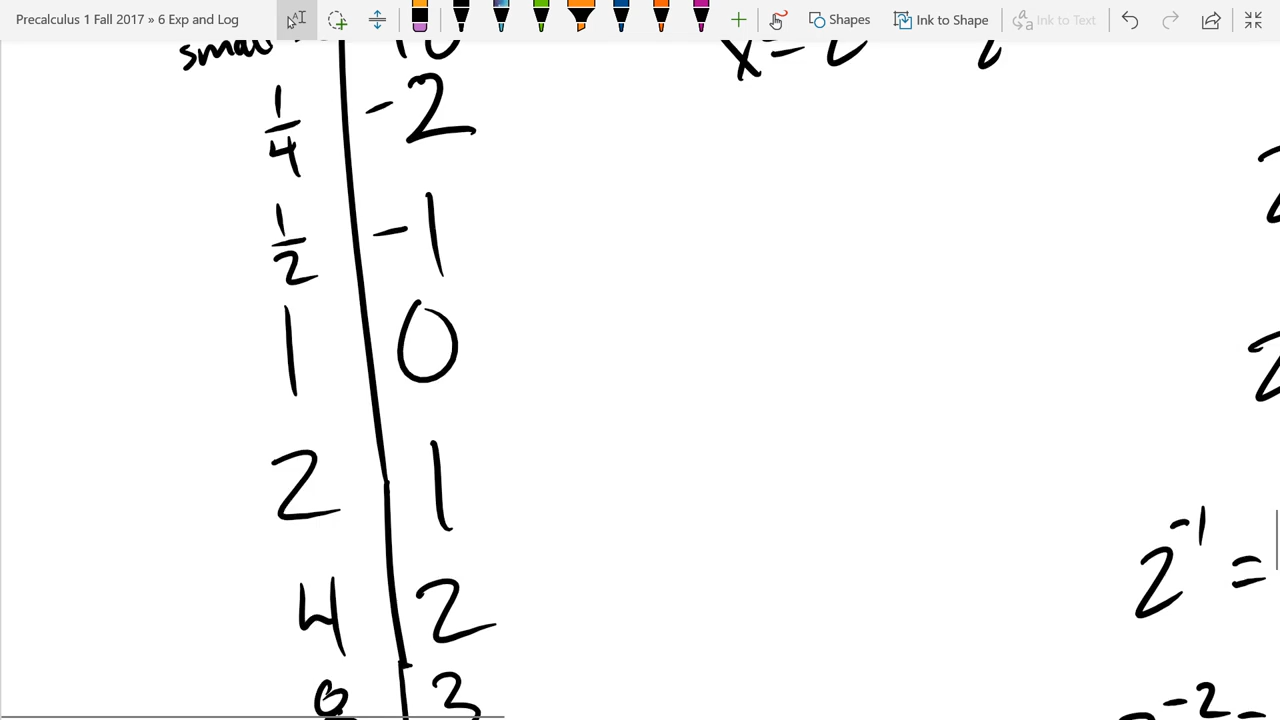 Precalculus 1 Fall 2017 » 6 Exp and Log
Shapes
Ink to Shape
Ink to Text
small
1/4 -2
1/2 -1
1 0
2 1
4 2
8 3
2^-1 =